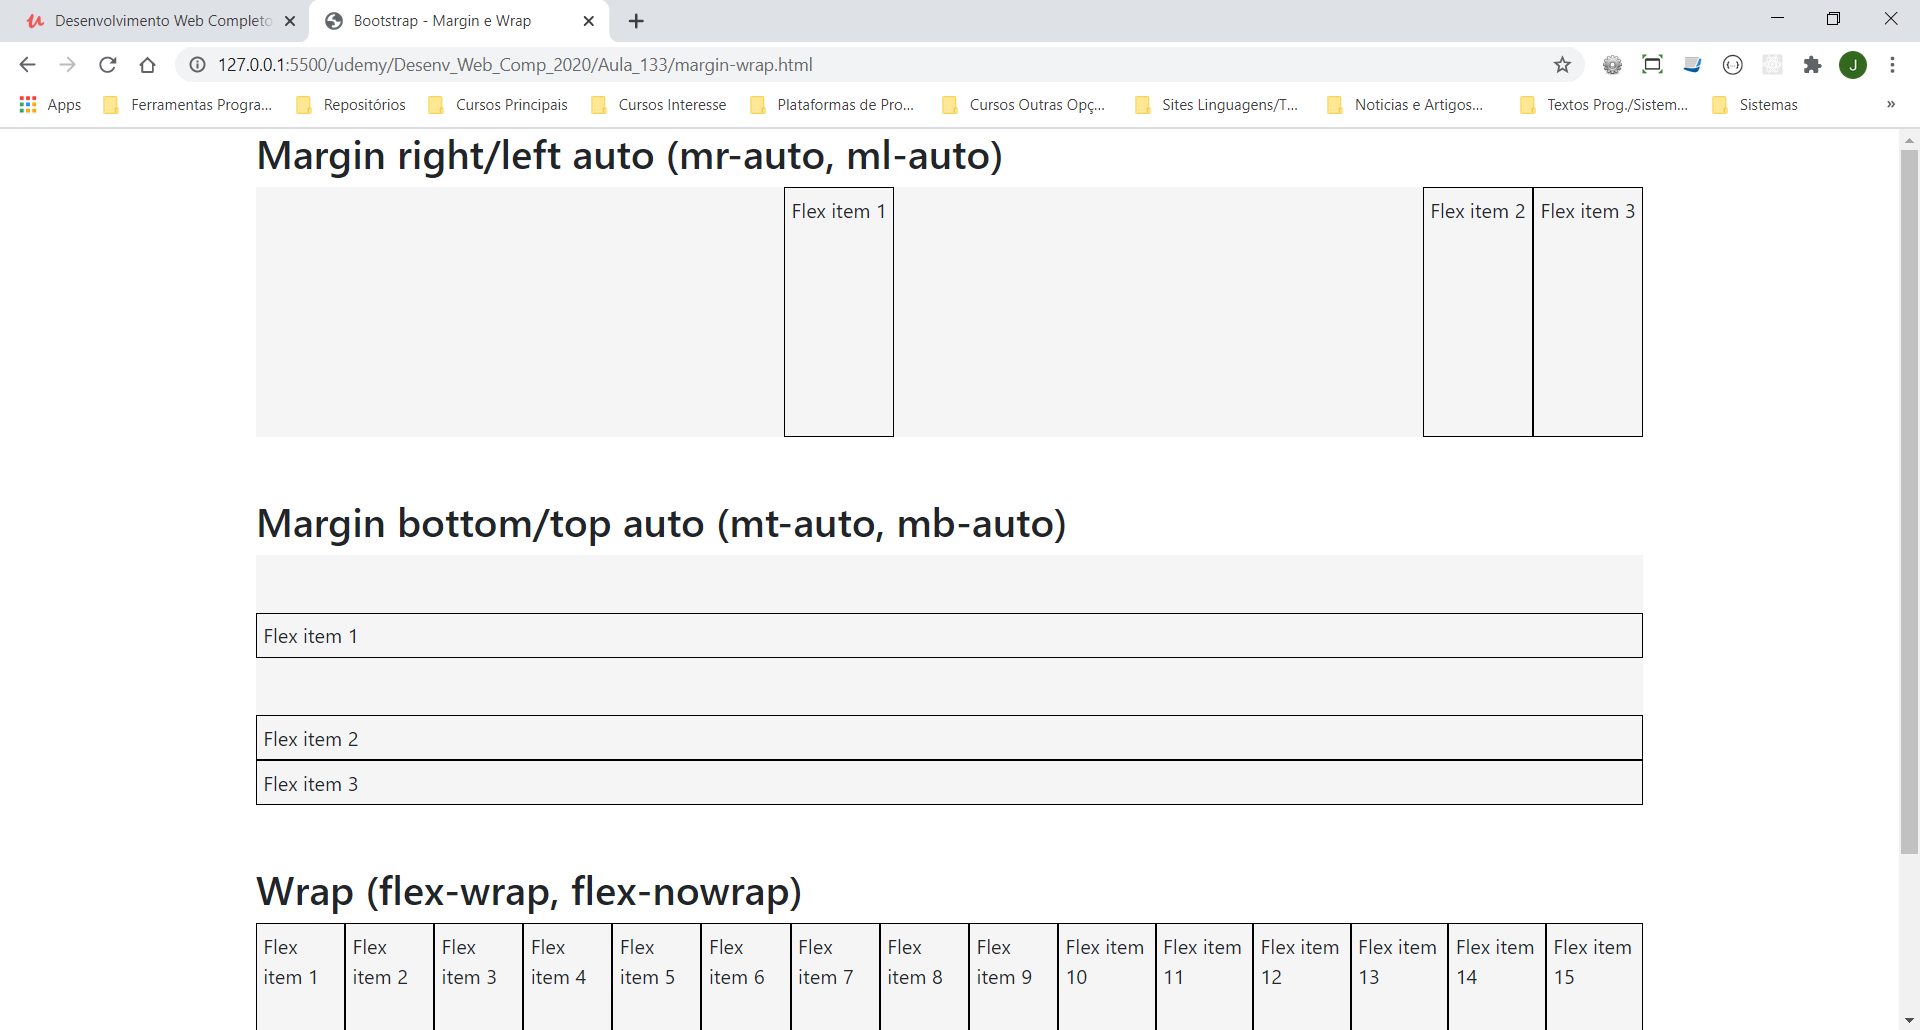 Desenvolvimento Web Completo
Bootstrap - Margin e Wrap
127.0.0.1:5500/udemy/Desenv_Web_Comp_2020/Aula_133/margin-wrap.html
J
Apps
Ferramentas Progra...
Repositórios
Cursos Principais
Cursos Interesse
Plataformas de Pro...
Cursos Outras Opç...
Sites Linguagens/T...
Noticias e Artigos...
Textos Prog./Sistem...
Sistemas
»
Margin right/left auto (mr-auto, ml-auto)
Flex item 1
Flex item 2
Flex item 3
Margin bottom/top auto (mt-auto, mb-auto)
Flex item 1
Flex item 2
Flex item 3
Wrap (flex-wrap, flex-nowrap)
Flex
item 1
Flex
item 2
Flex
item 3
Flex
item 4
Flex
item 5
Flex
item 6
Flex
item 7
Flex
item 8
Flex
item 9
Flex item
10
Flex item
11
Flex item
12
Flex item
13
Flex item
14
Flex item
15